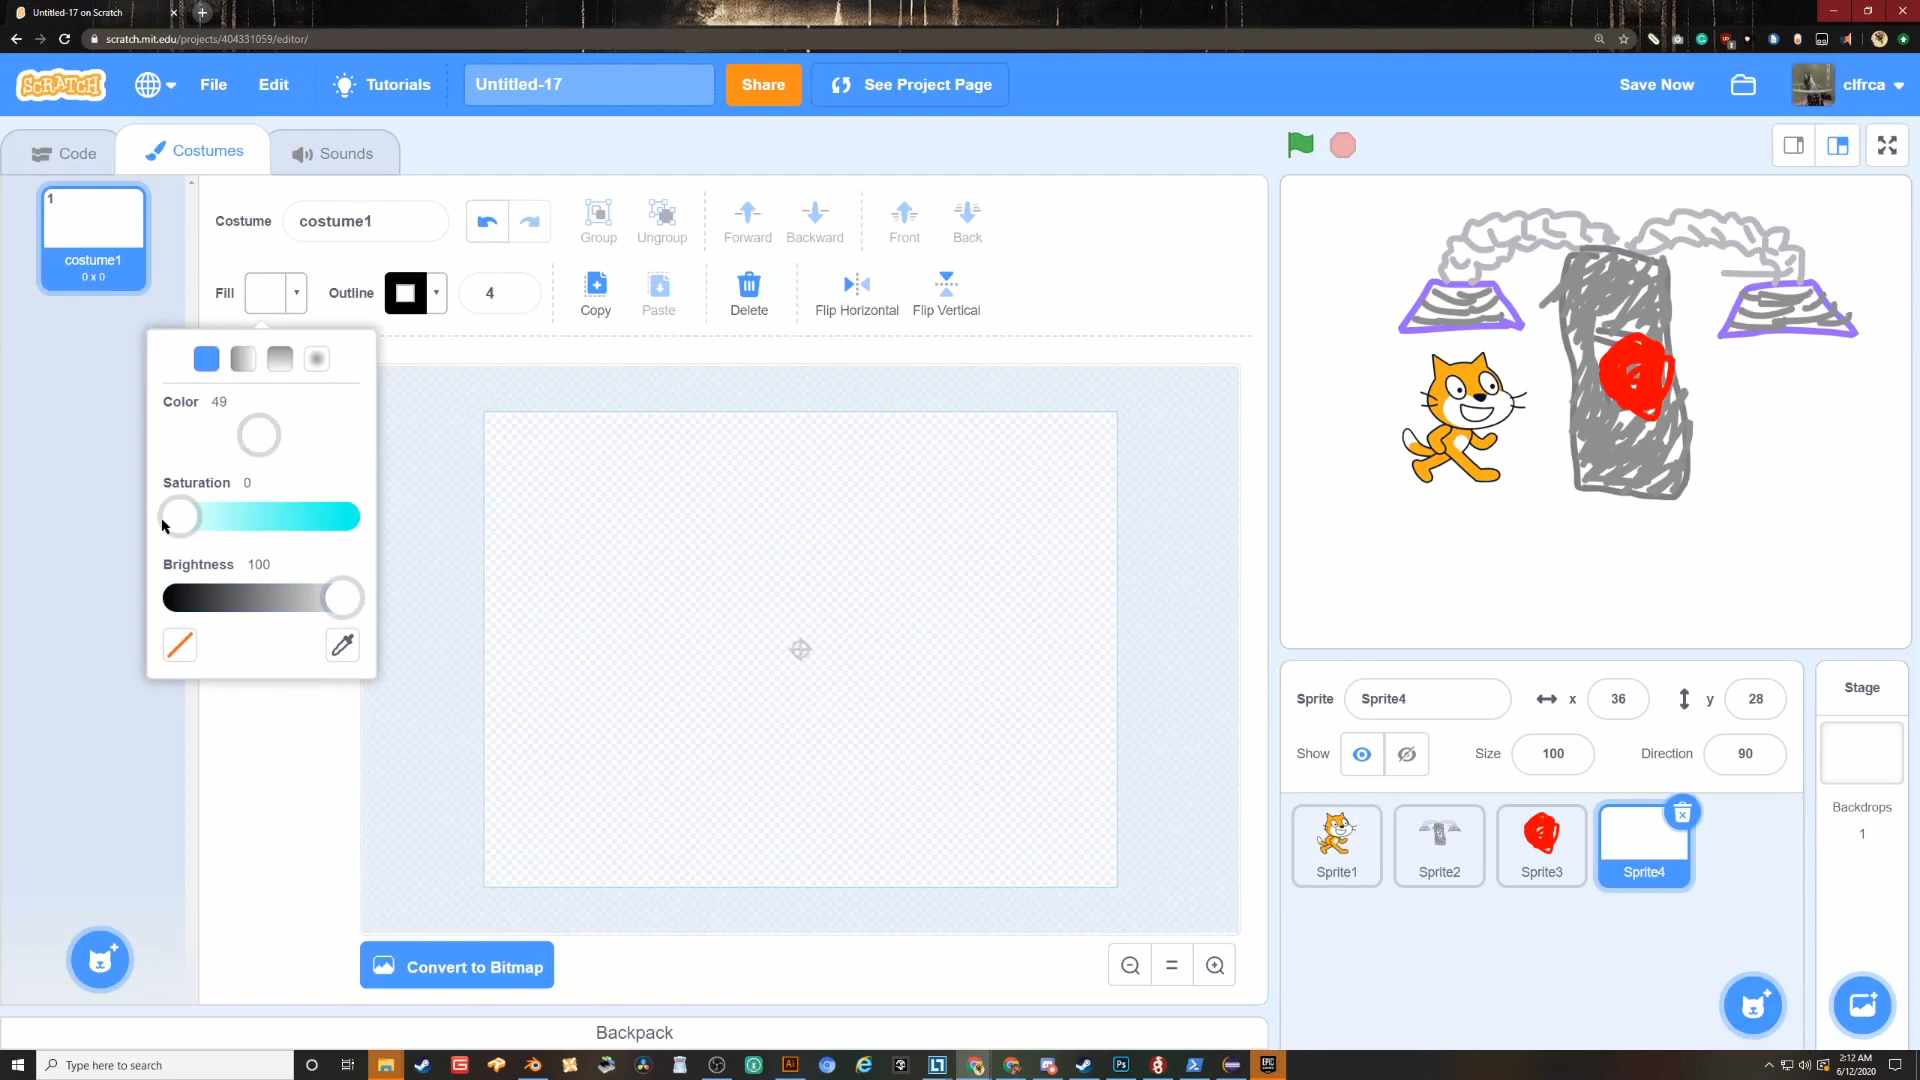 Untitled-17 on Scratch
scratch.mit.edu/projects/404331059/editor/
SCRATCH
File
Edit
Tutorials
Untitled-17
Share
See Project Page
Save Now
clfrca
Code
Costumes
Sounds
1
costume1
0 x 0
Costume
costume1
Group
Ungroup
Forward
Backward
Front
Back
Fill
Outline
4
Copy
Paste
Delete
Flip Horizontal
Flip Vertical
Color 49
Saturation 0
Brightness 100
Convert to Bitmap
Backpack
Sprite
Sprite4
x
36
y
28
Show
Size
100
Direction
90
Sprite1
Sprite2
Sprite3
Sprite4
Stage
Backdrops
1
Type here to search
2:12 AM
6/12/2020